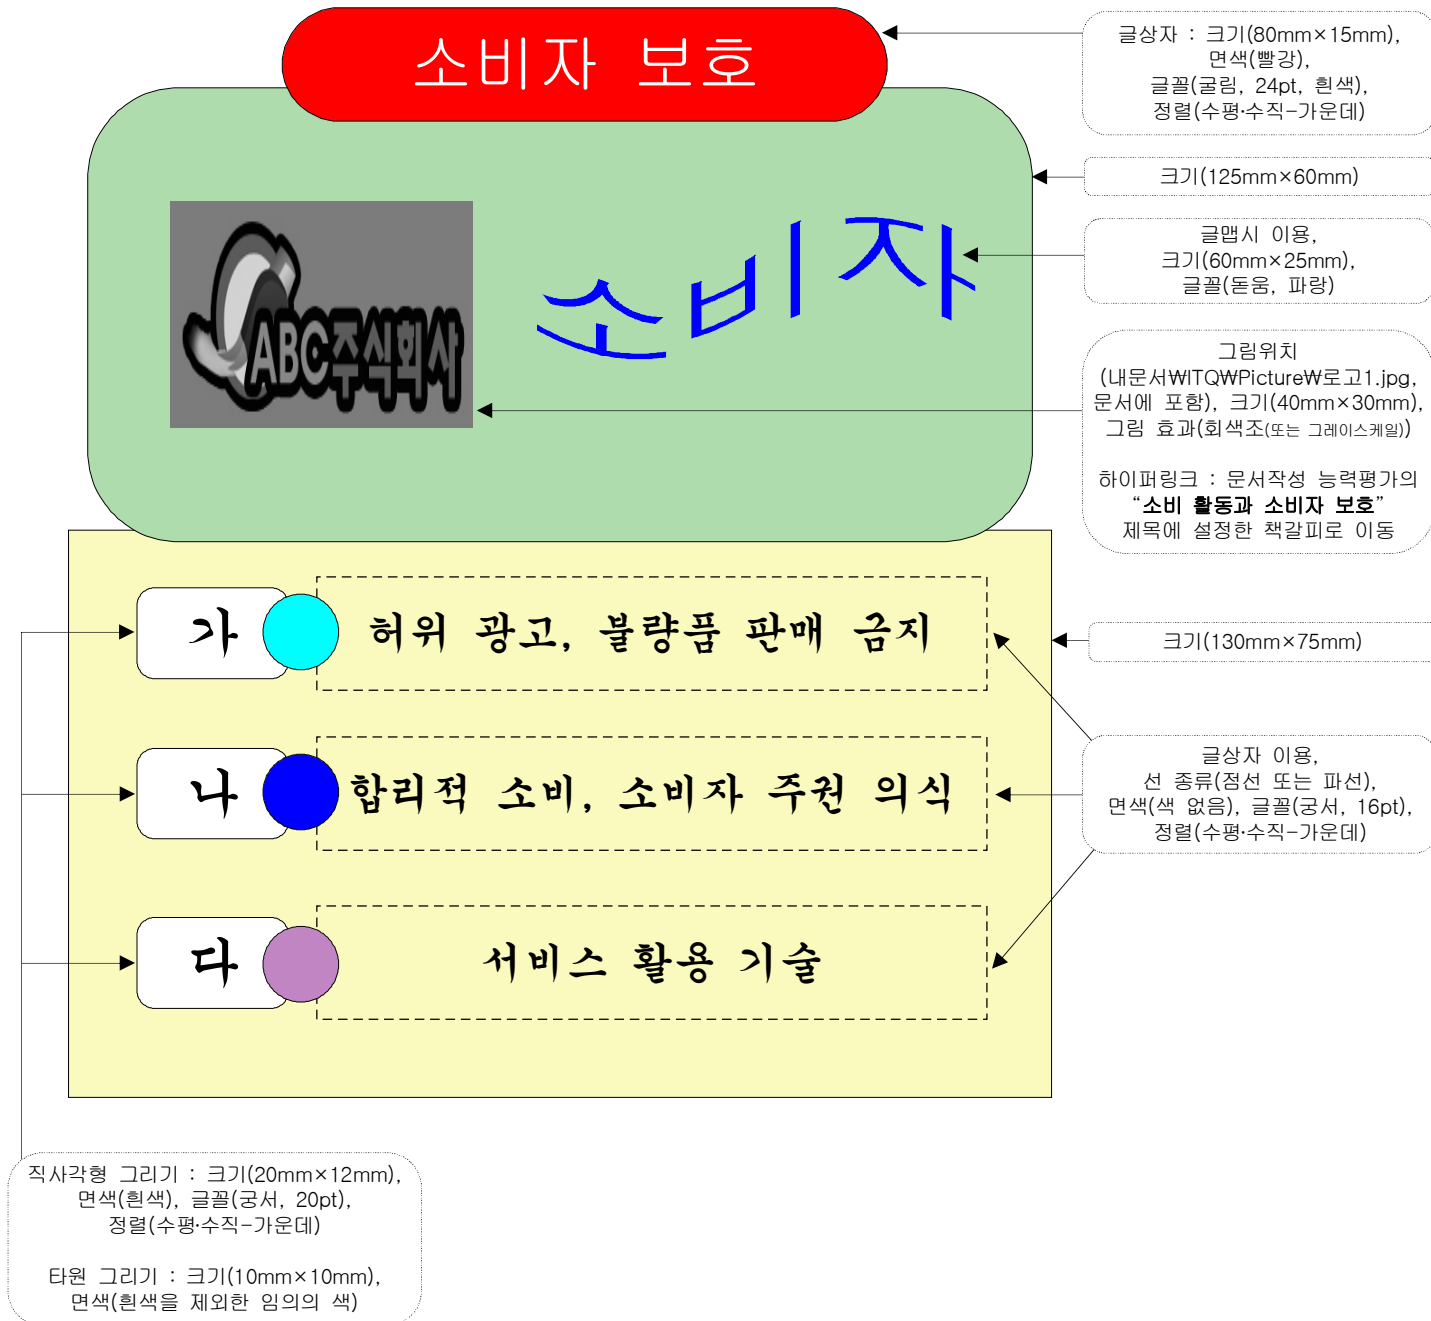 소비자 보호
글상자 : 크기(80mm×15mm),
면색(빨강),
글꼴(굴림, 24pt, 흰색),
정렬(수평·수직-가운데)
크기(125mm×60mm)
소비자
글맵시 이용,
크기(60mm×25mm),
글꼴(돋움, 파랑)
ABC주식회사
그림위치
(내문서₩ITQ₩Picture₩로고1.jpg,
문서에 포함), 크기(40mm×30mm),
그림 효과(회색조(또는 그레이스케일))
하이퍼링크 : 문서작성 능력평가의
“소비 활동과 소비자 보호”
제목에 설정한 책갈피로 이동
가
허위 광고, 불량품 판매 금지
크기(130mm×75mm)
나
합리적 소비, 소비자 주권 의식
글상자 이용,
선 종류(점선 또는 파선),
면색(색 없음), 글꼴(궁서, 16pt),
정렬(수평·수직-가운데)
다
서비스 활용 기술
직사각형 그리기 : 크기(20mm×12mm),
면색(흰색), 글꼴(궁서, 20pt),
정렬(수평·수직-가운데)
타원 그리기 : 크기(10mm×10mm),
면색(흰색을 제외한 임의의 색)